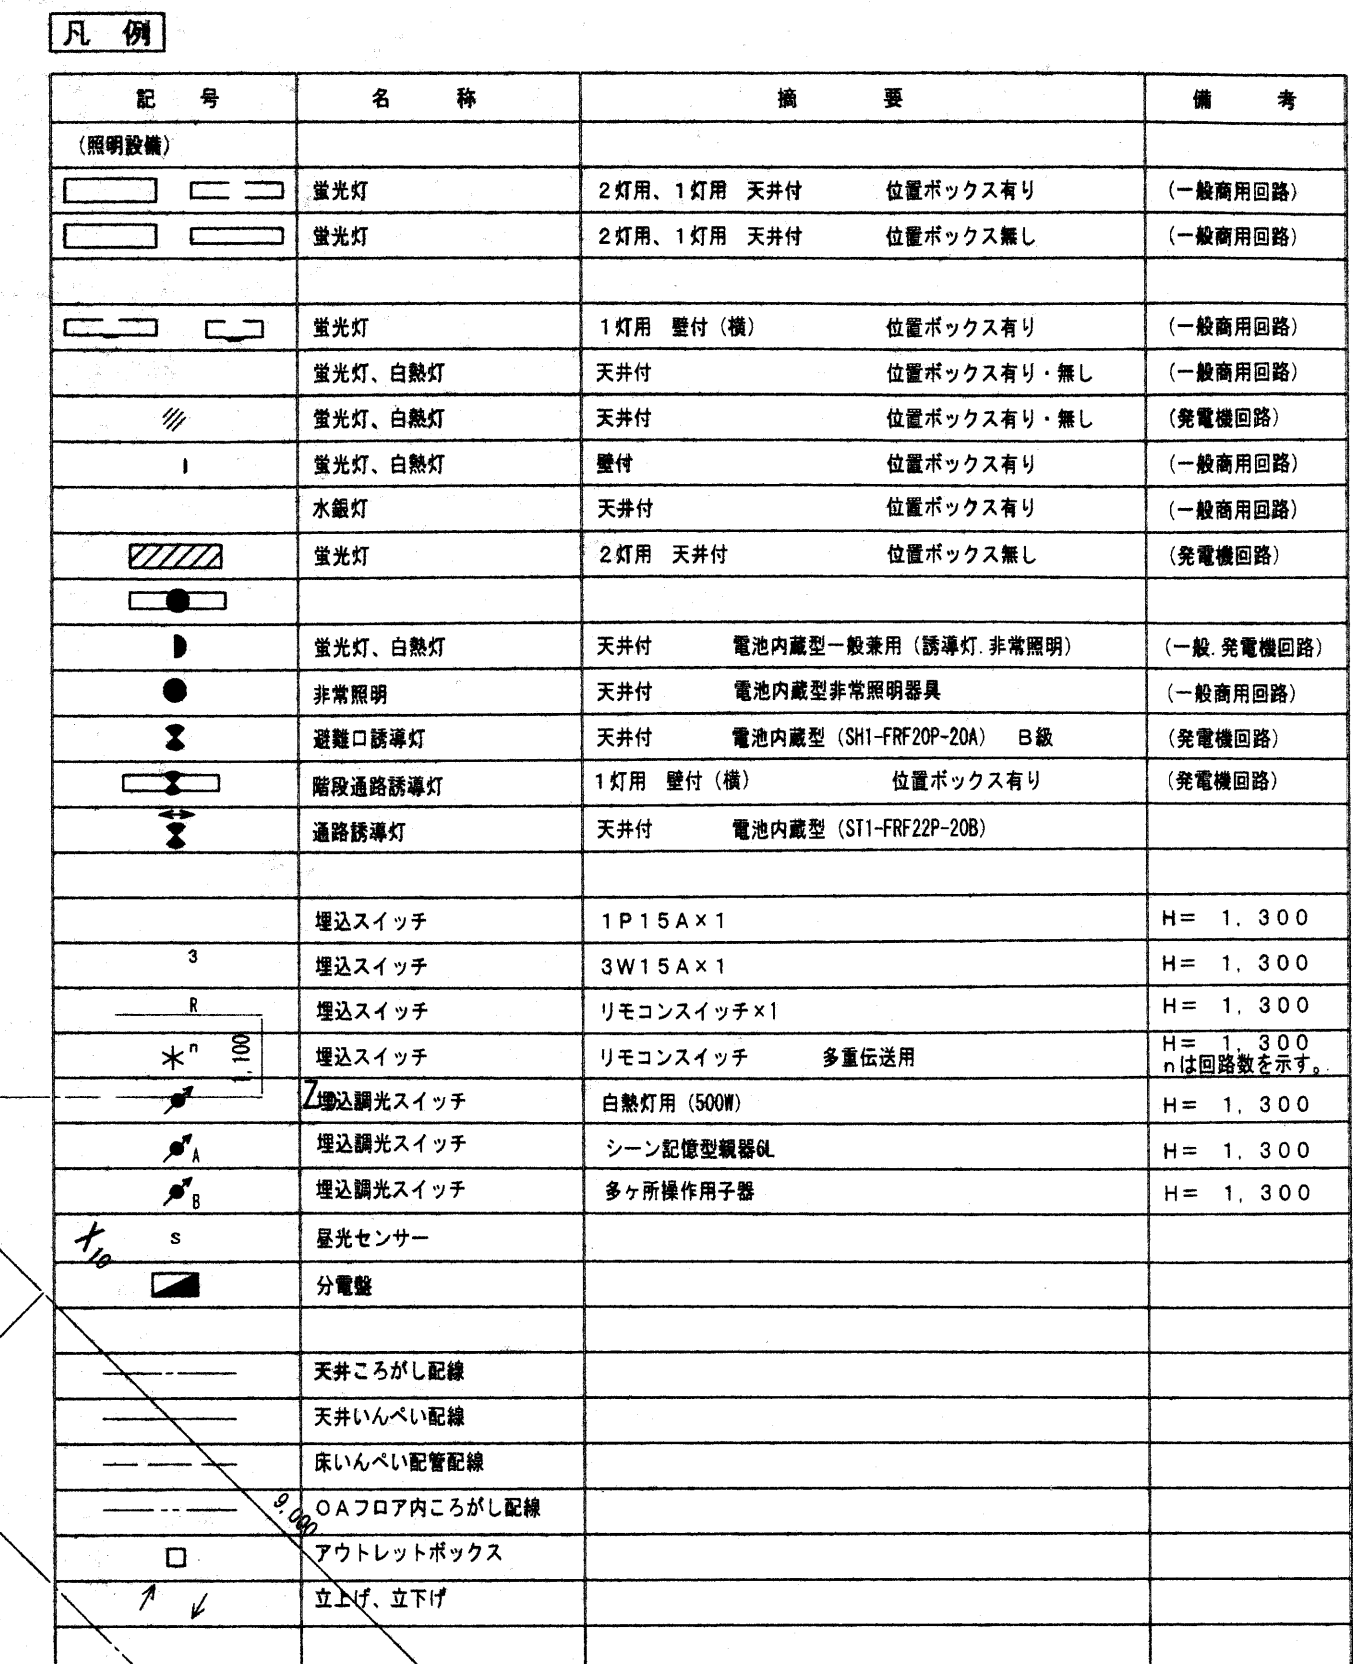 凡 例
記 号 名 称 摘 要 備 考
(照明設備)
蛍光灯 2灯用、1灯用 天井付 位置ボックス有り (一般商用回路)
蛍光灯 2灯用、1灯用 天井付 位置ボックス無し (一般商用回路)
蛍光灯 1灯用 壁付(横) 位置ボックス有り (一般商用回路)
蛍光灯、白熱灯 天井付 位置ボックス有り・無し (一般商用回路)
蛍光灯、白熱灯 天井付 位置ボックス有り・無し (発電機回路)
蛍光灯、白熱灯 壁付 位置ボックス有り (一般商用回路)
水銀灯 天井付 位置ボックス有り (一般商用回路)
蛍光灯 2灯用 天井付 位置ボックス無し (発電機回路)
蛍光灯、白熱灯 天井付 電池内蔵型一般兼用(誘導灯.非常照明) (一般.発電機回路)
非常照明 天井付 電池内蔵型非常照明器具 (一般商用回路)
避難口誘導灯 天井付 電池内蔵型(SH1-FRF20P-20A) B級 (発電機回路)
階段通路誘導灯 1灯用 壁付(横) 位置ボックス有り (発電機回路)
通路誘導灯 天井付 電池内蔵型(ST1-FRF22P-20B)
埋込スイッチ 1P15A×1 H= 1,300
3 埋込スイッチ 3W15A×1 H= 1,300
R 埋込スイッチ リモコンスイッチ×1 H= 1,300
n 1,100 埋込スイッチ リモコンスイッチ 多重伝送用 H= 1,300
nは回路数を示す。
埋込調光スイッチ 白熱灯用(500W) H= 1,300
A 埋込調光スイッチ シーン記憶型親器6L H= 1,300
B 埋込調光スイッチ 多ヶ所操作用子器 H= 1,300
X10 s 昼光センサー
分電盤
天井ころがし配線
天井いんぺい配線
床いんぺい配管配線
9,000 OAフロア内ころがし配線
アウトレットボックス
立上げ、立下げ